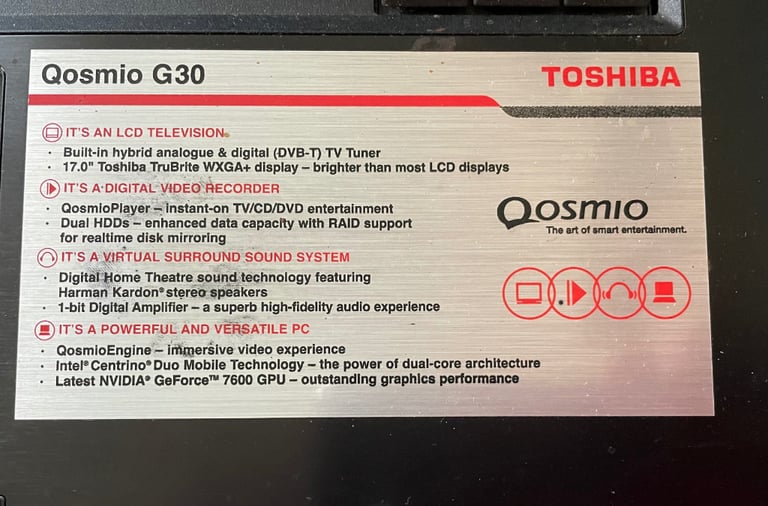 Qosmio G30
TOSHIBA
IT'S AN LCD TELEVISION
· Built-in hybrid analogue & digital (DVB-T) TV Tuner
· 17.0" Toshiba TruBrite WXGA+ display – brighter than most LCD displays
IT'S A DIGITAL VIDEO RECORDER
· QosmioPlayer – instant-on TV/CD/DVD entertainment
· Dual HDDs – enhanced data capacity with RAID support
for realtime disk mirroring
IT'S A VIRTUAL SURROUND SOUND SYSTEM
· Digital Home Theatre sound technology featuring
Harman Kardon® stereo speakers
· 1-bit Digital Amplifier – a superb high-fidelity audio experience
IT'S A POWERFUL AND VERSATILE PC
· QosmioEngine – immersive video experience
· Intel® Centrino® Duo Mobile Technology – the power of dual-core architecture
· Latest NVIDIA® GeForce™ 7600 GPU – outstanding graphics performance
Qosmio
The art of smart entertainment.